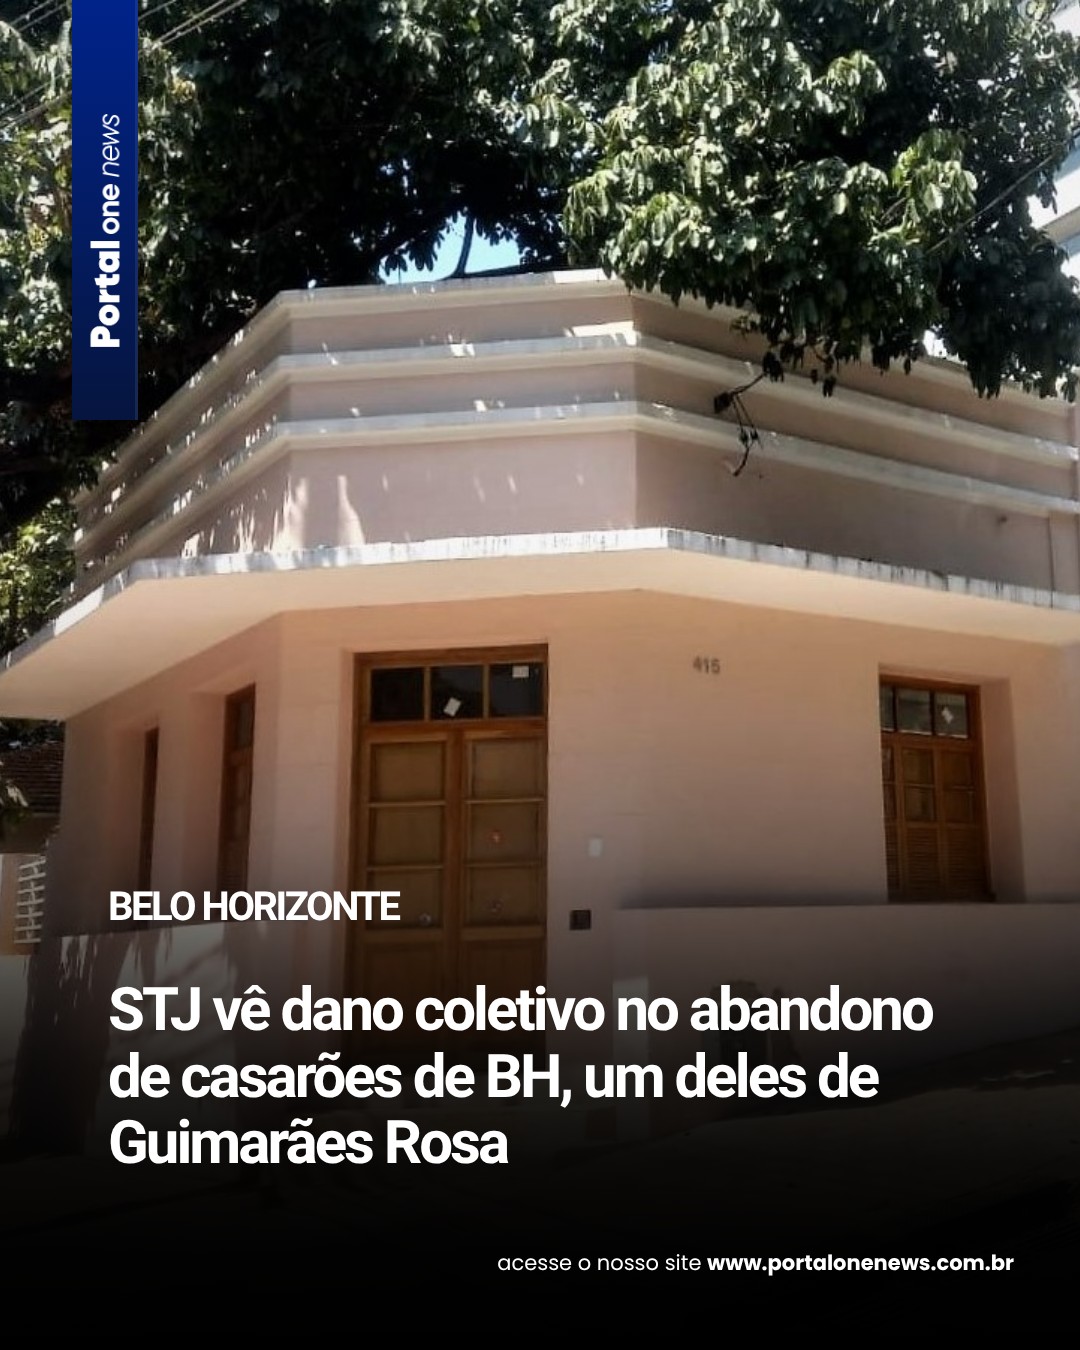 Portal one news
415
BELO HORIZONTE
STJ vê dano coletivo no abandono
de casarões de BH, um deles de
Guimarães Rosa
acesse o nosso site www.portalonenews.com.br